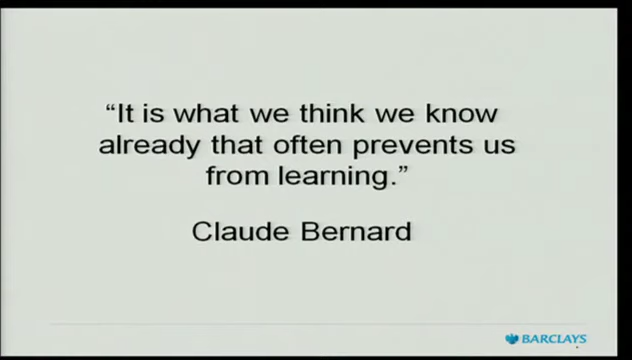 “It is what we think we know
already that often prevents us
from learning.”
Claude Bernard
BARCLAYS